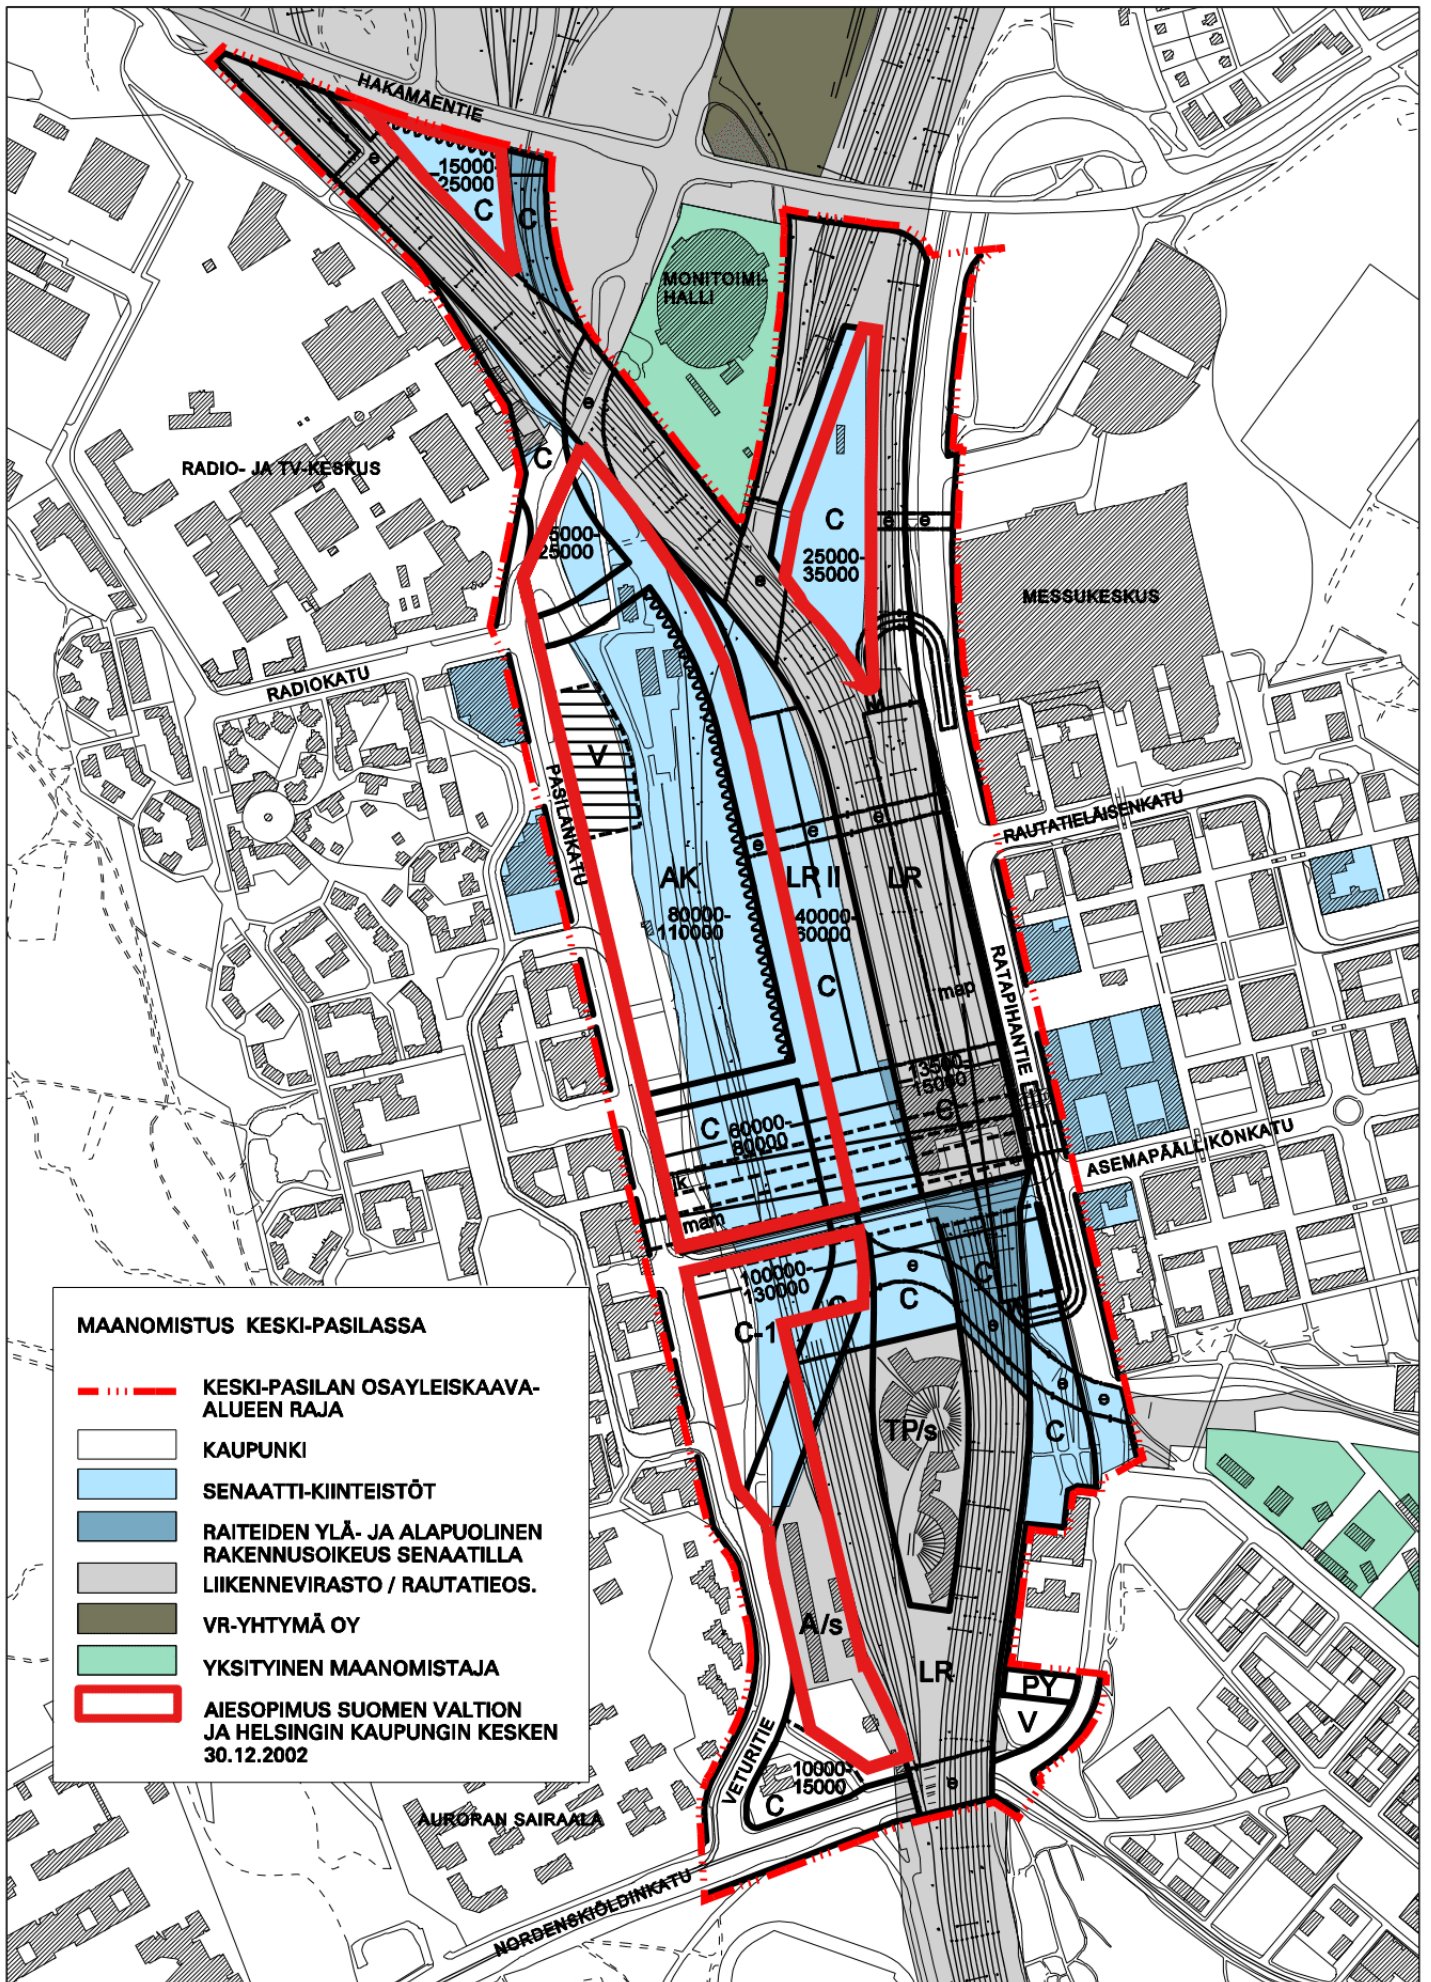 HAKAMÄENTIE
15000-
25000
C
C
e
MONITOIMI-
HALLI
RADIO- JA TV-KESKUS
C
e
C
25000-
35000
e
e
e
25000
MESSUKESKUS
RADIOKATU
V
PASILANKATU
RAUTATIELÄISENKATU
e
e
e
AK
80000-
110000
LR II
40000-
60000
C
LR
map
RATAPIHANTIE
13500-
15000
C
C
60000-
80000
ASEMAPÄÄLLIKÖNKATU
mam
100000-
130000
C-1
e
C
C
e
e
e
C
TP/s
A/s
LR
PY
V
VETURITIE
10000-
15000
C
e
AURORAN SAIRAALA
NORDENSKIÖLDINKATU
MAANOMISTUS KESKI-PASILASSA
KESKI-PASILAN OSAYLEISKAAVA-
ALUEEN RAJA
KAUPUNKI
SENAATTI-KIINTEISTÖT
RAITEIDEN YLÄ- JA ALAPUOLINEN
RAKENNUSOIKEUS SENAATILLA
LIIKENNEVIRASTO / RAUTATIEOS.
VR-YHTYMÄ OY
YKSITYINEN MAANOMISTAJA
AIESOPIMUS SUOMEN VALTION
JA HELSINGIN KAUPUNGIN KESKEN
30.12.2002